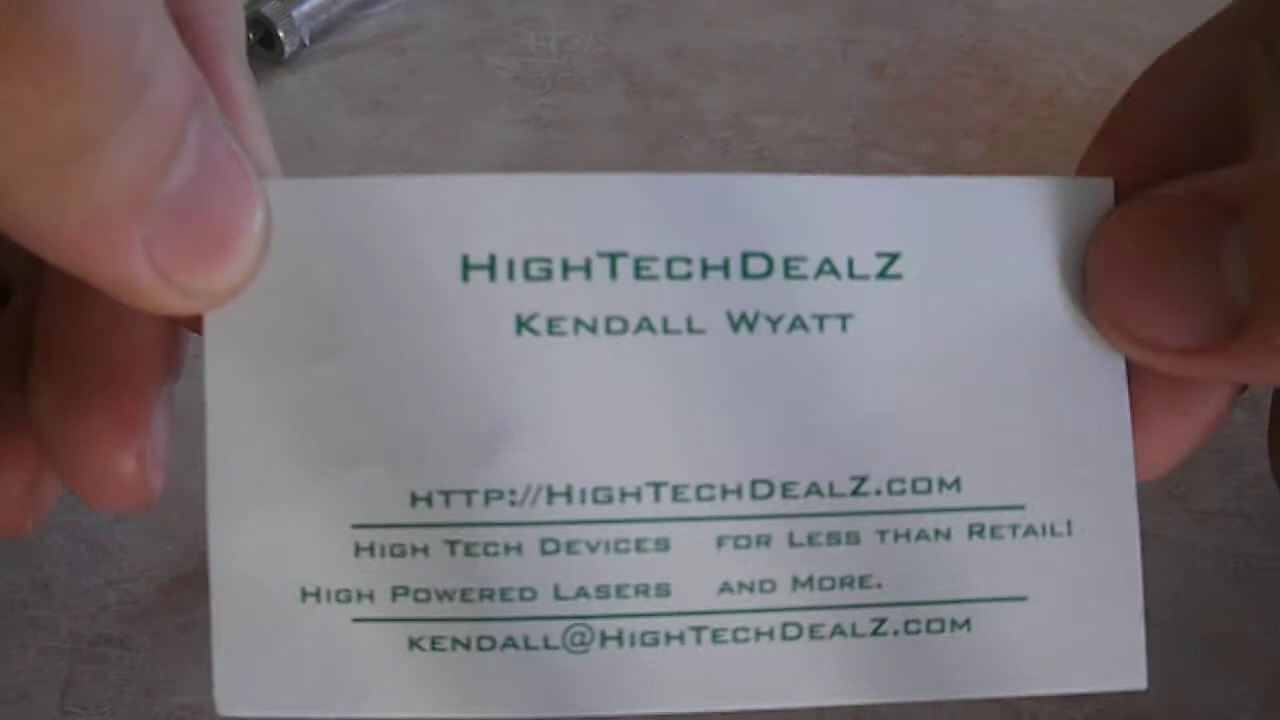 HighTechDealZ
Kendall Wyatt
http://HighTechDealZ.com
High Tech Devices for Less than Retail!
High Powered Lasers and More.
kendall@HighTechDealZ.com